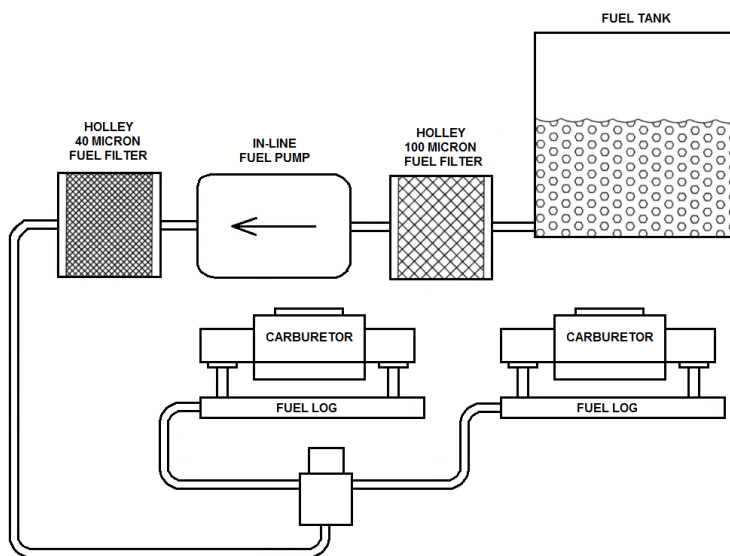 FUEL TANK
HOLLEY
40 MICRON
FUEL FILTER
IN-LINE
FUEL PUMP
HOLLEY
100 MICRON
FUEL FILTER
CARBURETOR
CARBURETOR
FUEL LOG
FUEL LOG